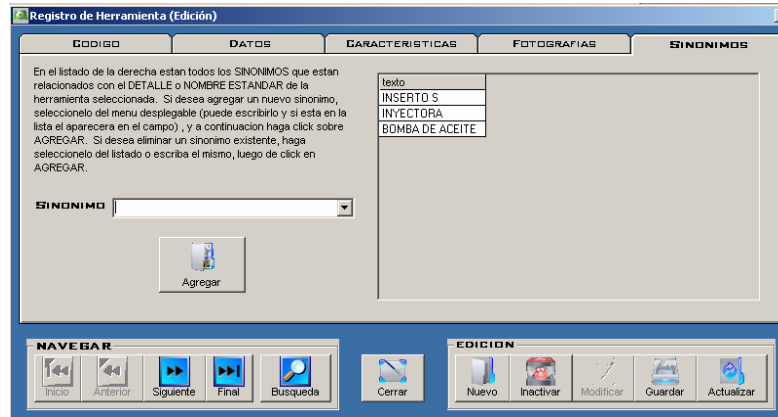 Registro de Herramienta (Edición)
CODIGO DATOS CARACTERISTICAS FOTOGRAFIAS SINONIMOS
En el listado de la derecha estan todos los SINONIMOS que estan
relacionados con el DETALLE o NOMBRE ESTANDAR de la
herramienta seleccionada. Si desea agregar un nuevo sinonimo,
seleccionelo del menu desplegable (puede escribirlo y si esta en la
lista el aparecera en el campo) , y a continuacion haga click sobre
AGREGAR. Si desea eliminar un sinonimo existente, haga
seleccionelo del listado o escriba el mismo, luego de click en
AGREGAR.
SINONIMO
Agregar
texto
INSERTO S
INYECTORA
BOMBA DE ACEITE
NAVEGAR
Inicio Anterior Siguiente Final Busqueda
Cerrar
EDICION
Nuevo Inactivar Modificar Guardar Actualizar